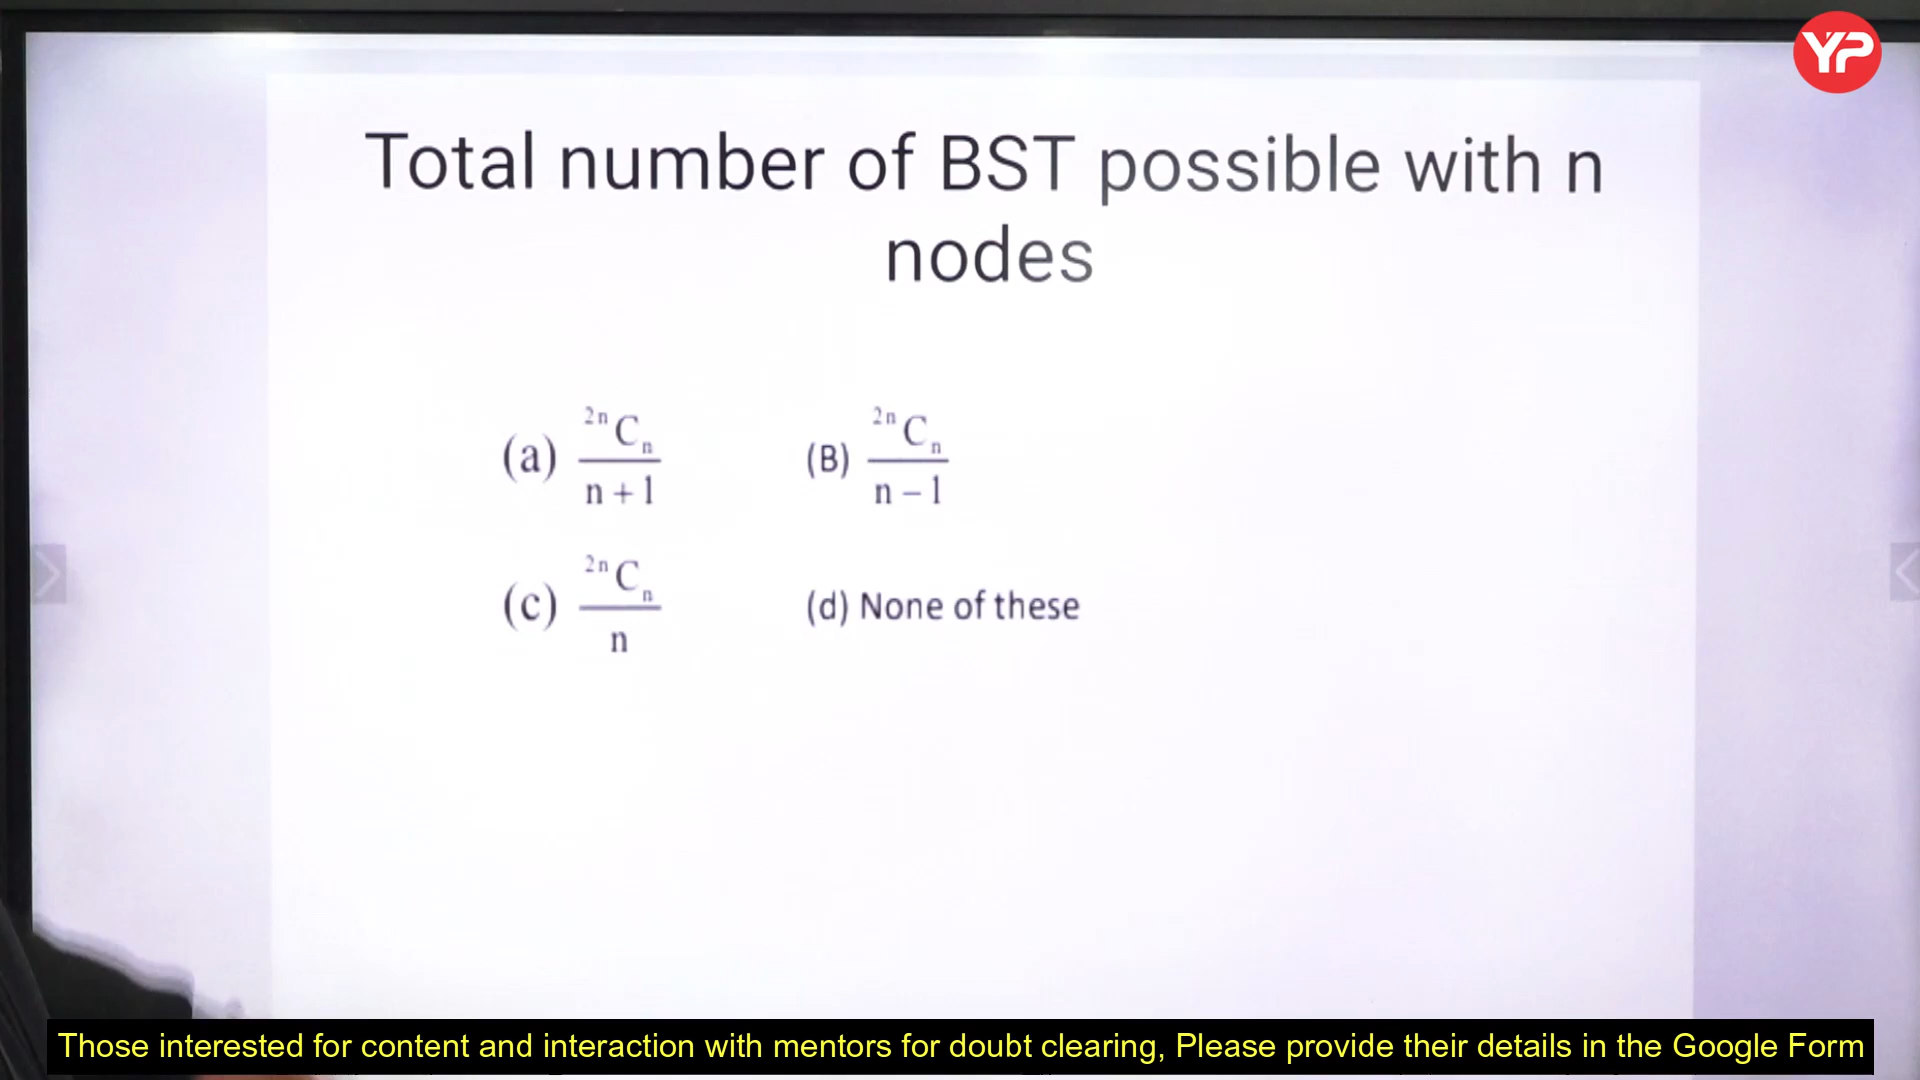 YP
Total number of BST possible with n
nodes
(a) ²ⁿCₙ / n + 1 (B) ²ⁿCₙ / n – 1
(c) ²ⁿCₙ / n (d) None of these
Those interested for content and interaction with mentors for doubt clearing, Please provide their details in the Google Form